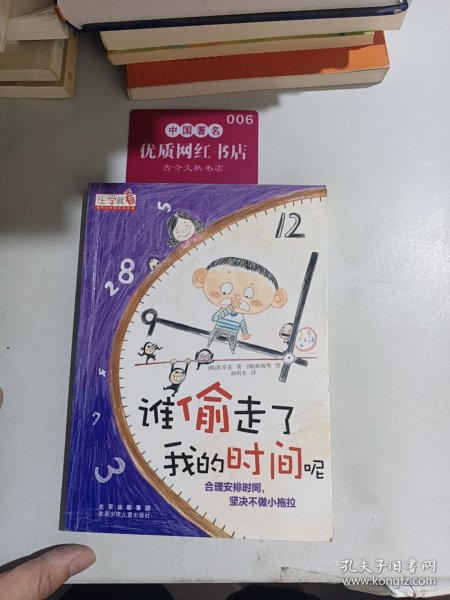 006
中国著名
优质网红书店
古今文献书店
上学就看
5
12
28
9
7
3
谁偷走了
我的时间呢
合理安排时间，
坚决不做小拖拉
北京出版集团
北京少年儿童出版社
孔夫子旧书网
www.kongfz.com